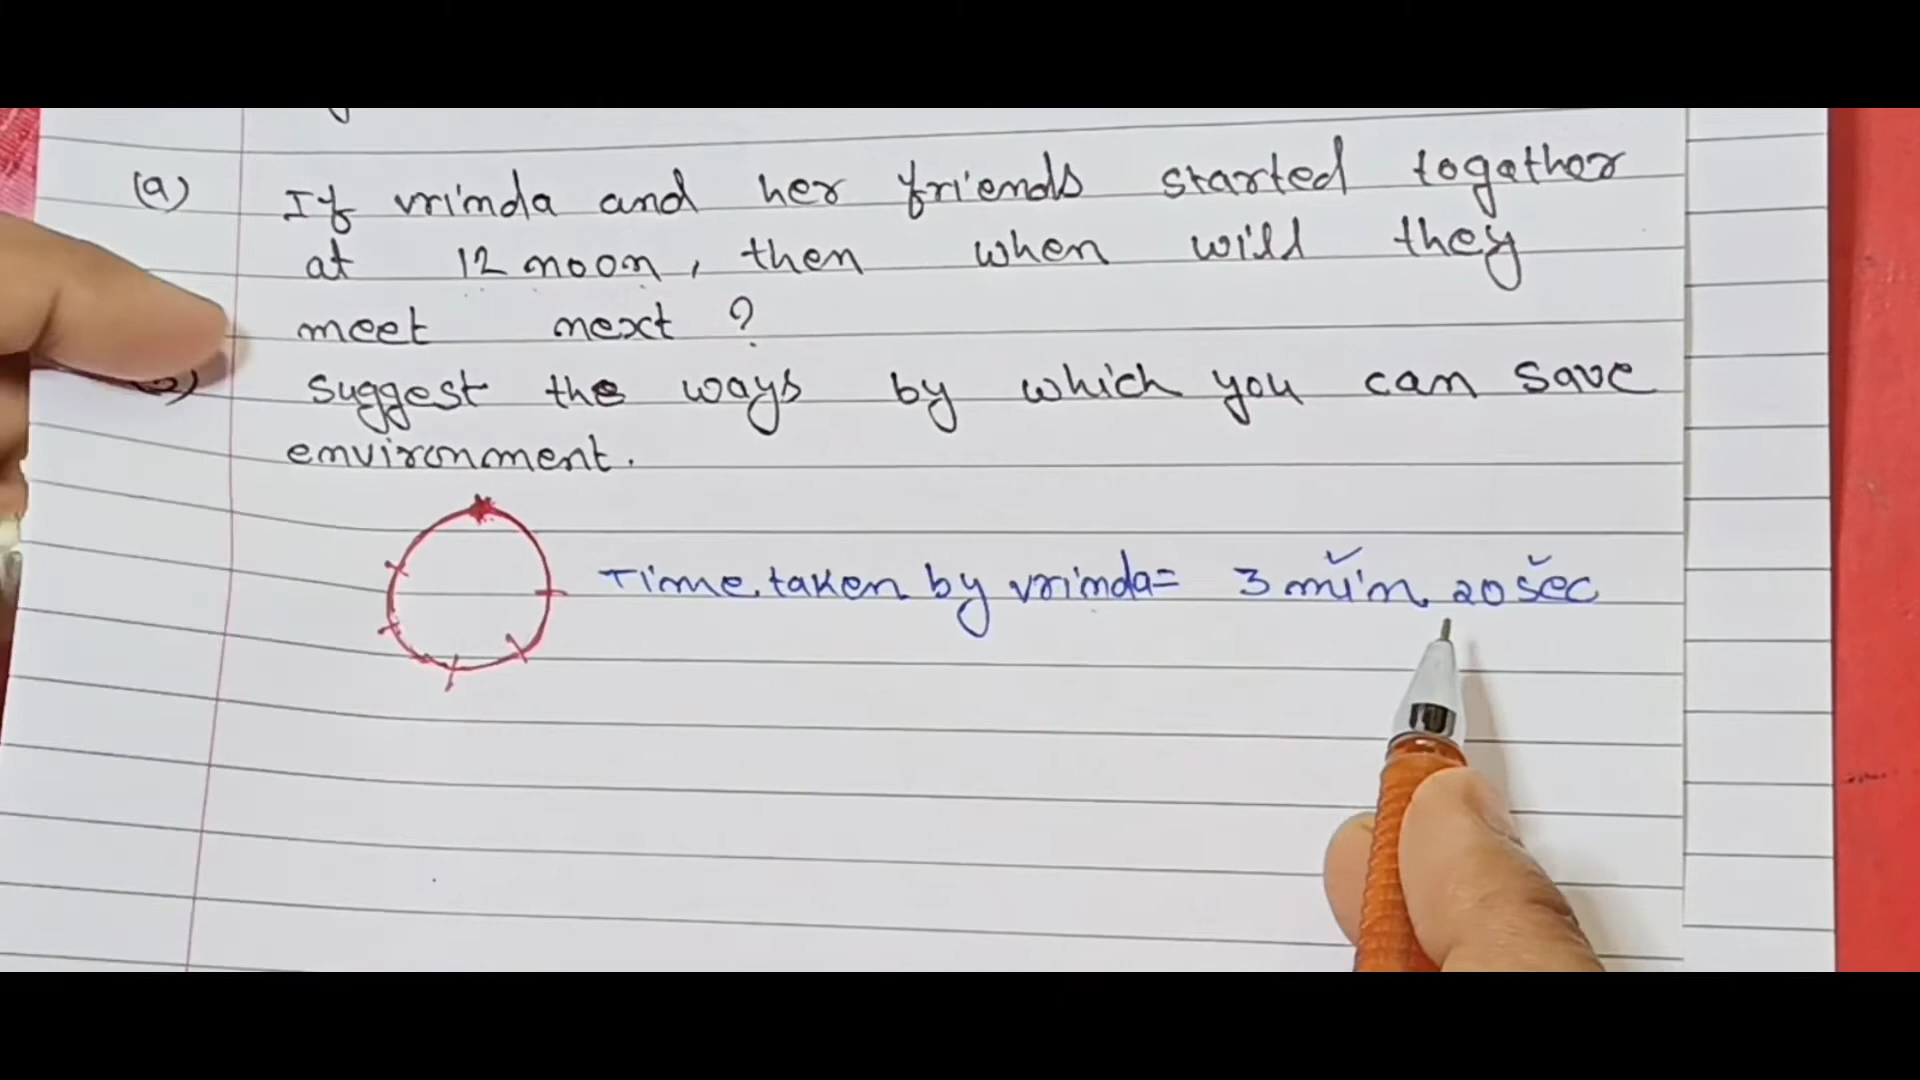 (a) If vrinda and her friends started togather
at 12 noon, then when will they
meet next ?
suggest the ways by which you can save
environment.
Time taken by vrinda= 3 min 20 sec